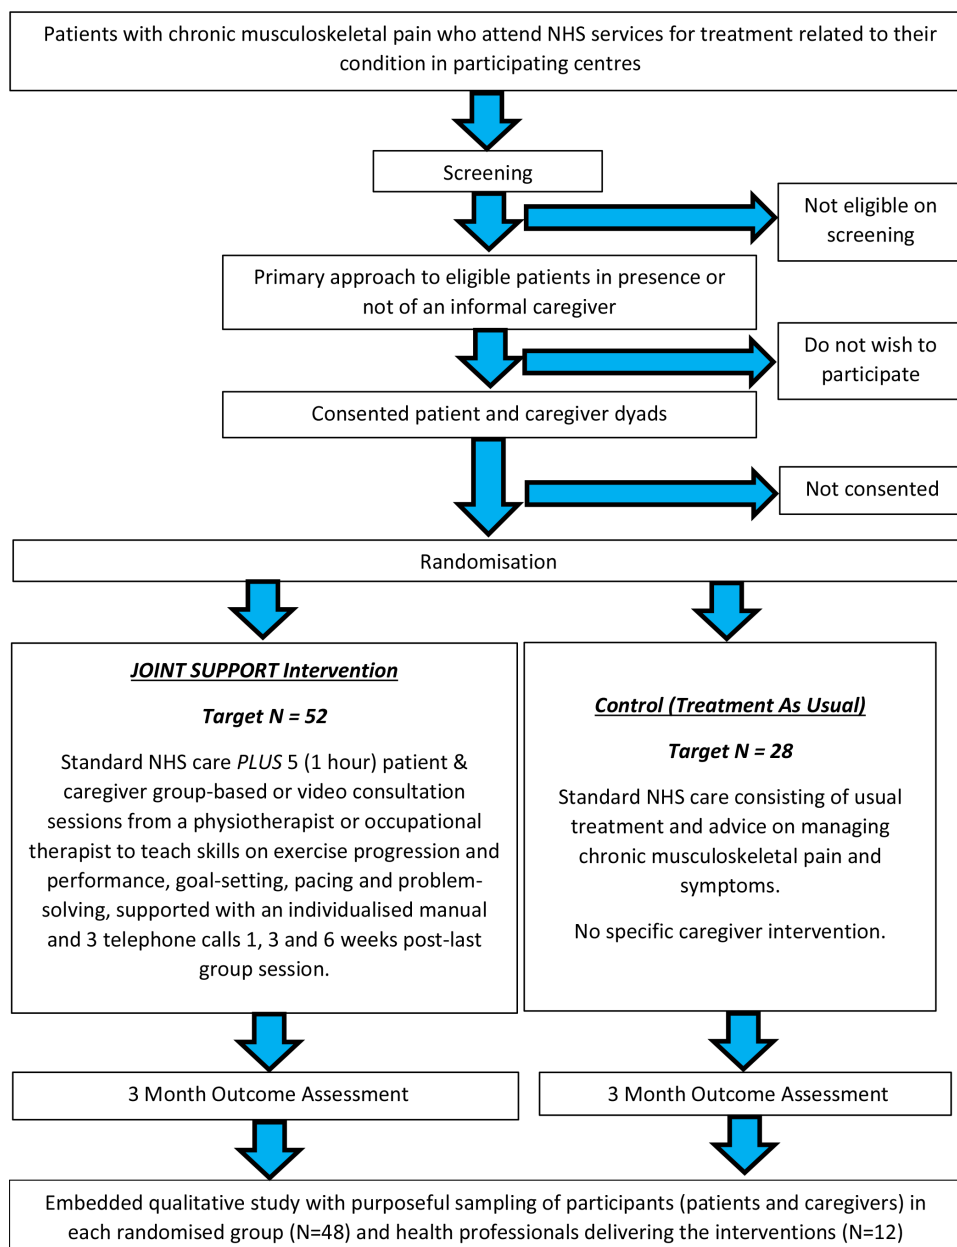 Patients with chronic musculoskeletal pain who attend NHS services for treatment related to their
condition in participating centres
Screening
Not eligible on
screening
Primary approach to eligible patients in presence or
not of an informal caregiver
Do not wish to
participate
Consented patient and caregiver dyads
Not consented
Randomisation
JOINT SUPPORT Intervention
Target N = 52
Standard NHS care PLUS 5 (1 hour) patient &
caregiver group-based or video consultation
sessions from a physiotherapist or occupational
therapist to teach skills on exercise progression and
performance, goal-setting, pacing and problem-
solving, supported with an individualised manual
and 3 telephone calls 1, 3 and 6 weeks post-last
group session.
Control (Treatment As Usual)
Target N = 28
Standard NHS care consisting of usual
treatment and advice on managing
chronic musculoskeletal pain and
symptoms.
No specific caregiver intervention.
3 Month Outcome Assessment
3 Month Outcome Assessment
Embedded qualitative study with purposeful sampling of participants (patients and caregivers) in
each randomised group (N=48) and health professionals delivering the interventions (N=12)